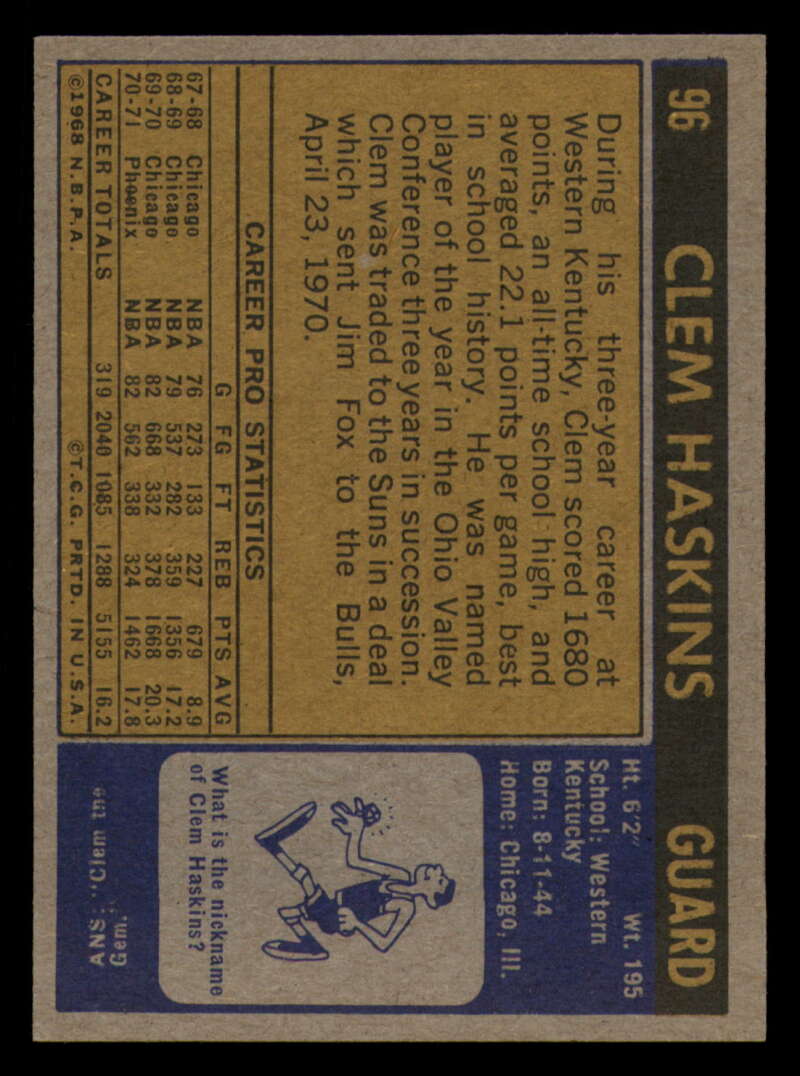 96 CLEM HASKINS GUARD
During his three-year career at
Western Kentucky, Clem scored 1680
points, an all-time school high, and
averaged 22.1 points per game, best
in school history. He was named
player of the year in the Ohio Valley
Conference three years in succession.
Clem was traded to the Suns in a deal
which sent Jim Fox to the Bulls,
April 23, 1970.
CAREER PRO STATISTICS
G FG FT REB PTS AVG
67-68 Chicago NBA 76 273 133 227 679 8.9
68-69 Chicago NBA 79 537 282 359 1356 17.2
69-70 Chicago NBA 82 668 332 378 1668 20.3
70-71 Phoenix NBA 82 562 338 324 1462 17.8
CAREER TOTALS 319 2040 1085 1288 5155 16.2
©1968 N.B.P.A. ©T.C.G. PRTD. IN U.S.A.
Ht. 6'2" Wt. 195
School: Western
Kentucky
Born: 8-11-44
Home: Chicago, Ill.
What is the nickname
of Clem Haskins?
ANS: "Clem the
Gem."